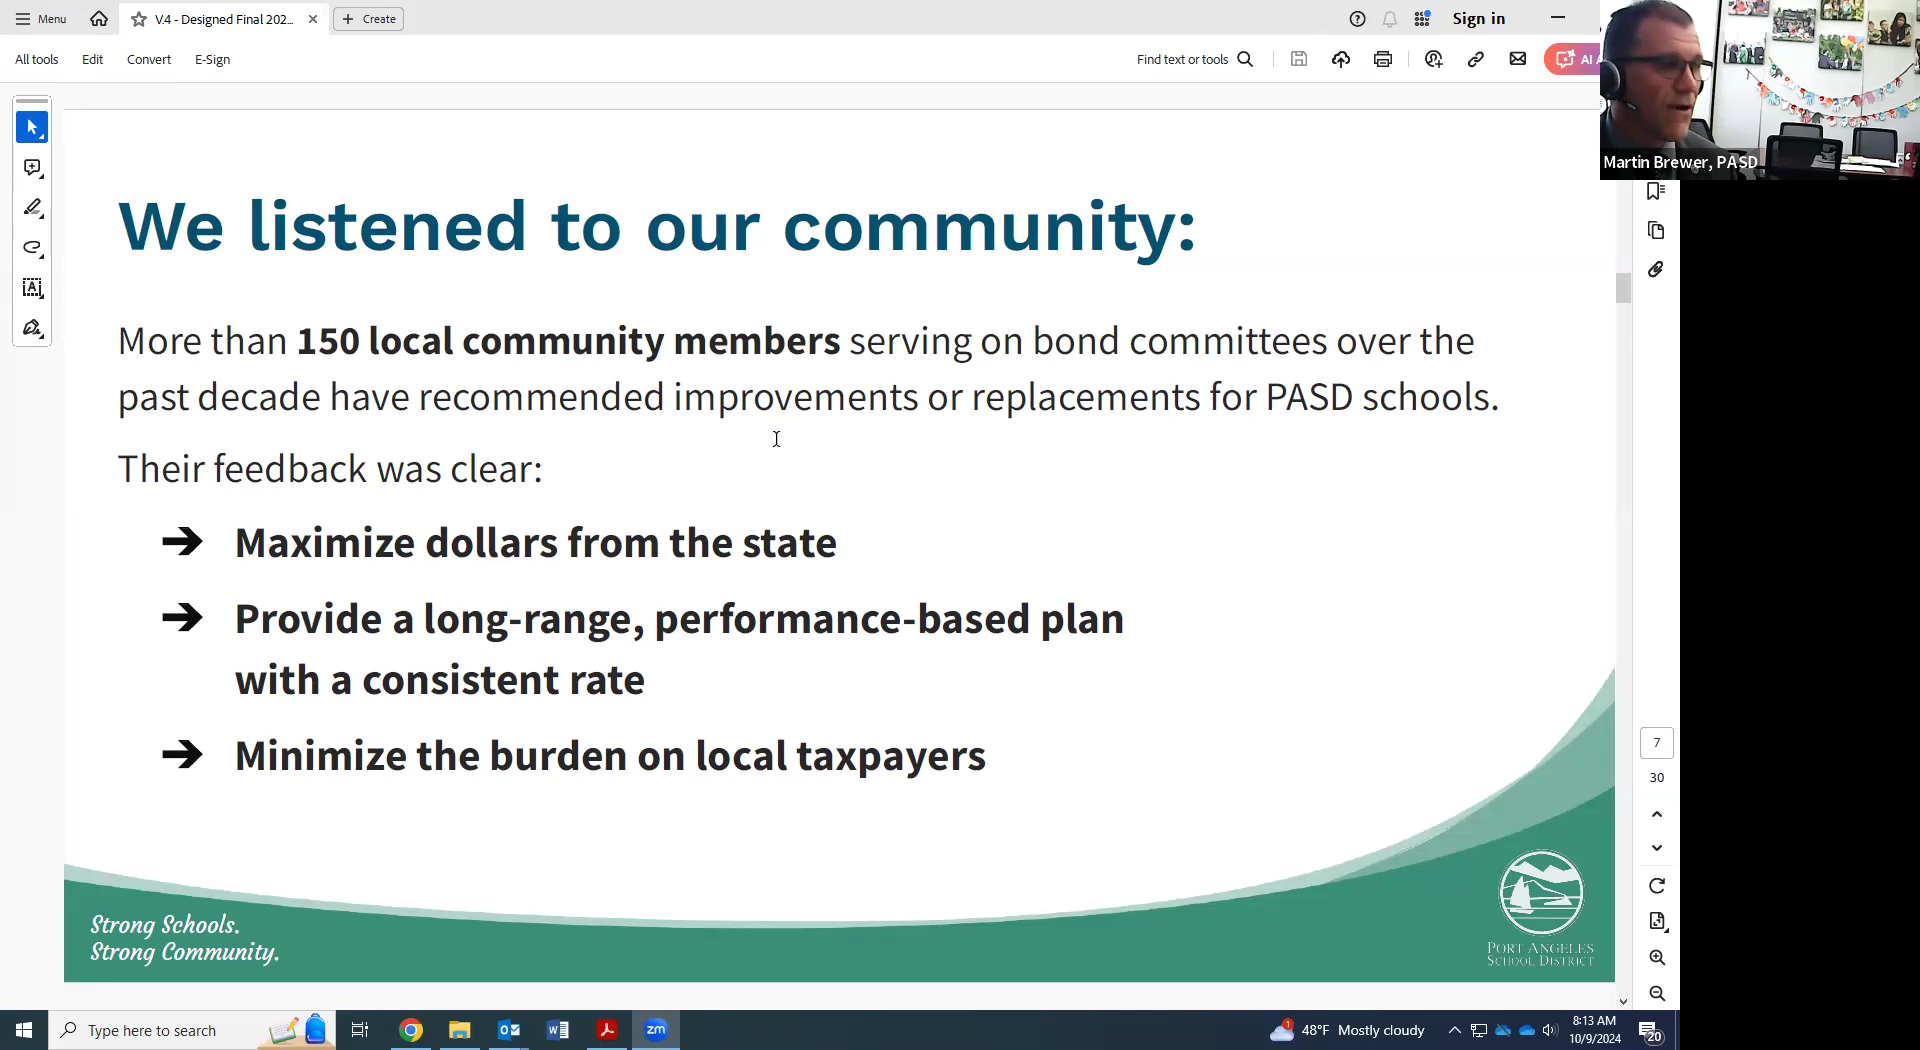 Menu
V.4 - Designed Final 202...
Create
Sign in
All tools
Edit
Convert
E-Sign
Find text or tools
AI A
Martin Brewer, PASD
We listened to our community:
More than 150 local community members serving on bond committees over the
past decade have recommended improvements or replacements for PASD schools.
Their feedback was clear:
Maximize dollars from the state
Provide a long-range, performance-based plan
with a consistent rate
Minimize the burden on local taxpayers
7
30
Strong Schools.
Strong Community.
PORT ANGELES
SCHOOL DISTRICT
Type here to search
zm
1
48°F Mostly cloudy
8:13 AM
10/9/2024
20